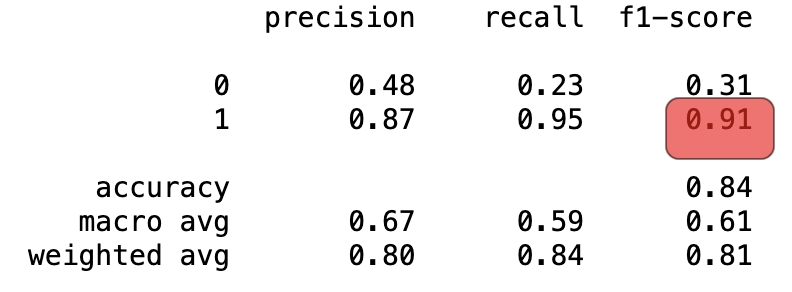 precision recall f1-score
0 0.48 0.23 0.31
1 0.87 0.95 0.91
accuracy 0.84
macro avg 0.67 0.59 0.61
weighted avg 0.80 0.84 0.81